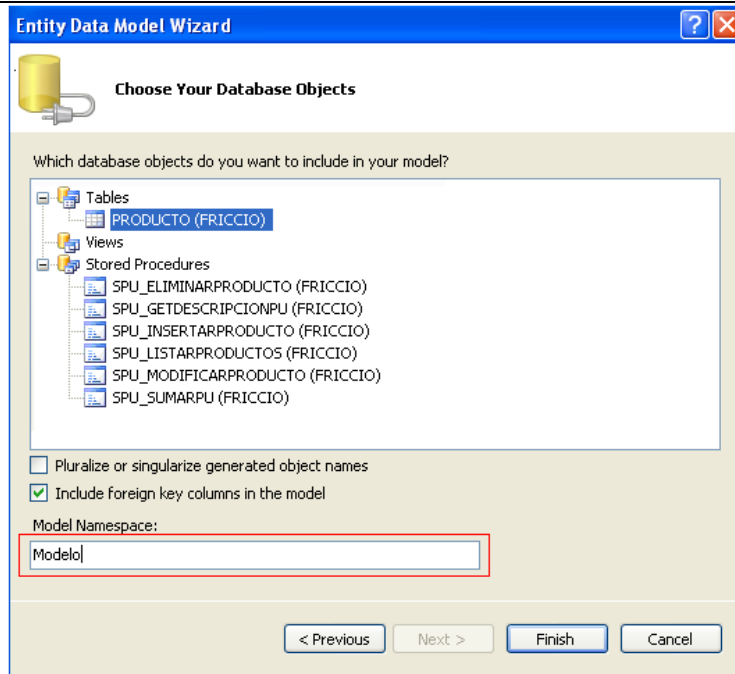 Entity Data Model Wizard
Choose Your Database Objects
Which database objects do you want to include in your model?
Tables
PRODUCTO (FRICCIO)
Views
Stored Procedures
SPU_ELIMINARPRODUCTO (FRICCIO)
SPU_GETDESCRIPCIONPU (FRICCIO)
SPU_INSERTARPRODUCTO (FRICCIO)
SPU_LISTARPRODUCTOS (FRICCIO)
SPU_MODIFICARPRODUCTO (FRICCIO)
SPU_SUMARPU (FRICCIO)
Pluralize or singularize generated object names
Include foreign key columns in the model
Model Namespace:
Modelo
< Previous Next > Finish Cancel